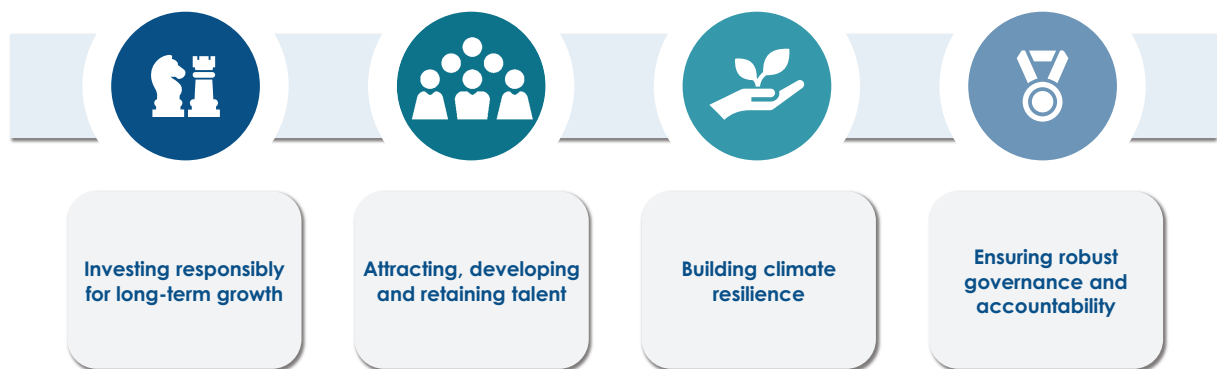 Investing responsibly
for long-term growth
Attracting, developing
and retaining talent
Building climate
resilience
Ensuring robust
governance and
accountability